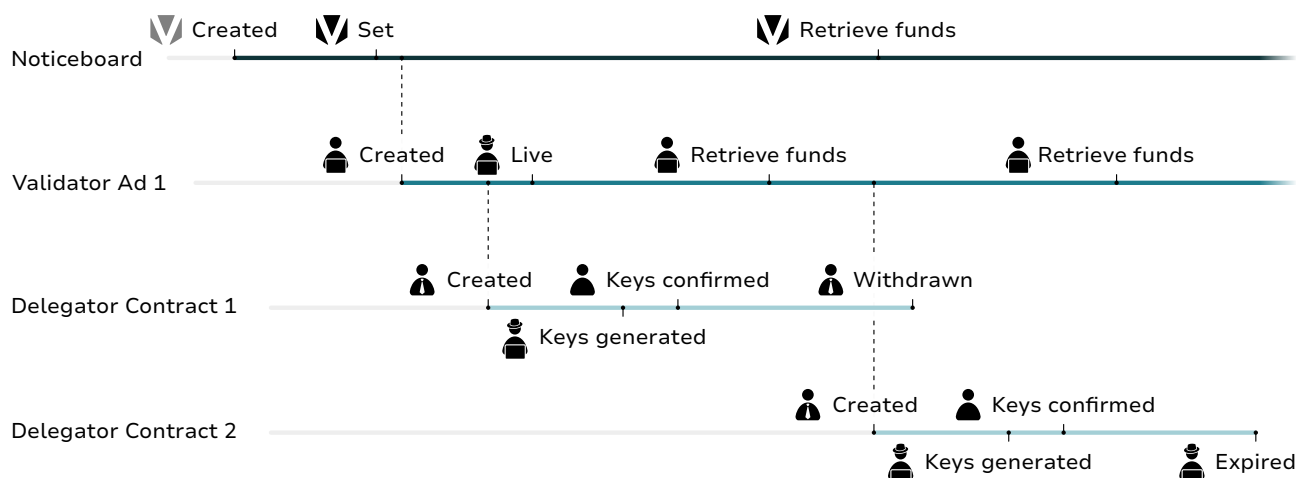 Created Set Retrieve funds
Noticeboard
Created Live Retrieve funds Retrieve funds
Validator Ad 1
Created Keys confirmed Withdrawn
Delegator Contract 1
Keys generated
Created Keys confirmed
Delegator Contract 2
Keys generated Expired